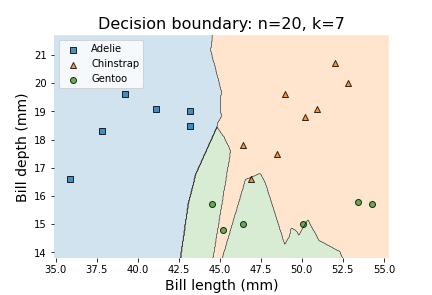 Decision boundary: n=20, k=7
Adelie
Chinstrap
Gentoo
21
20
19
18
17
16
15
14
Bill depth (mm)
35.0 37.5 40.0 42.5 45.0 47.5 50.0 52.5 55.0
Bill length (mm)